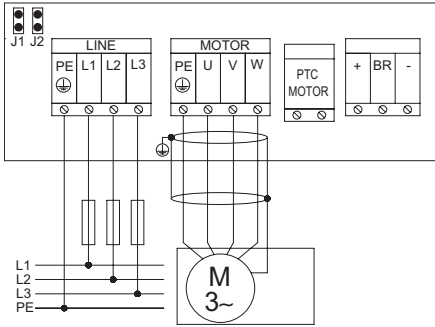 J1 J2
LINE
PE L1 L2 L3
MOTOR
PE U V W
PTC
MOTOR
+ BR -
L1
L2
L3
PE
M
3~